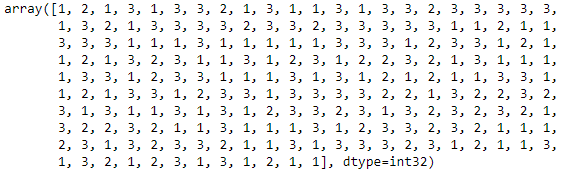 array([1, 2, 1, 3, 1, 3, 3, 2, 1, 3, 1, 1, 3, 1, 3, 3, 2, 3, 3, 3, 3, 3,
1, 3, 2, 1, 3, 3, 3, 3, 2, 3, 3, 2, 3, 3, 3, 3, 1, 1, 2, 1, 1,
3, 3, 3, 1, 1, 1, 3, 1, 1, 1, 1, 1, 3, 3, 3, 1, 2, 3, 3, 1, 2, 1,
1, 2, 1, 3, 2, 3, 1, 1, 3, 1, 2, 3, 1, 2, 2, 3, 2, 1, 3, 1, 1, 1,
1, 3, 3, 1, 2, 3, 3, 1, 1, 1, 3, 1, 3, 1, 2, 1, 2, 1, 1, 3, 3, 1,
1, 2, 1, 3, 3, 1, 2, 3, 3, 1, 3, 3, 3, 3, 2, 2, 1, 3, 2, 2, 3, 2,
3, 1, 3, 1, 1, 3, 1, 3, 1, 2, 3, 3, 2, 3, 1, 3, 2, 3, 2, 3, 2, 1,
3, 2, 2, 3, 2, 1, 1, 3, 1, 1, 1, 3, 1, 2, 3, 3, 2, 3, 2, 1, 1, 1,
2, 3, 1, 3, 2, 3, 3, 2, 1, 1, 3, 1, 3, 3, 3, 2, 3, 1, 2, 1, 1, 3,
1, 3, 2, 1, 2, 3, 1, 3, 1, 2, 1, 1], dtype=int32)